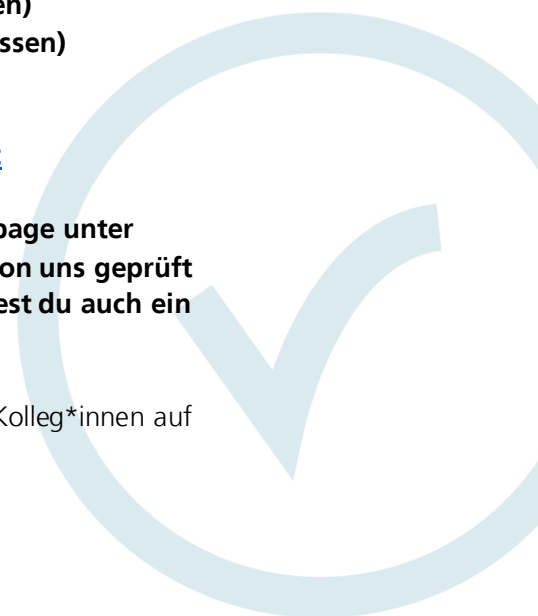 en)
ssen)
page unter
on uns geprüft
est du auch ein
Kolleg*innen auf